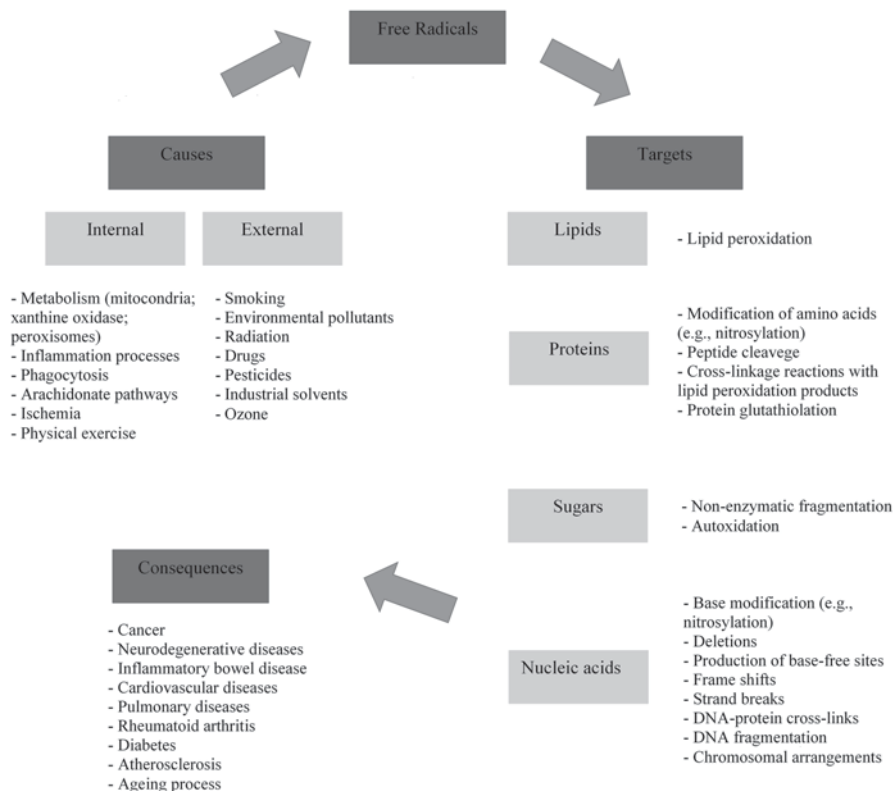 Free Radicals
Causes
Internal
- Metabolism (mitocondria;
xanthine oxidase;
peroxisomes)
- Inflammation processes
- Phagocytosis
- Arachidonate pathways
- Ischemia
- Physical exercise
External
- Smoking
- Environmental pollutants
- Radiation
- Drugs
- Pesticides
- Industrial solvents
- Ozone
Targets
Lipids
- Lipid peroxidation
Proteins
- Modification of amino acids
(e.g., nitrosylation)
- Peptide cleavege
- Cross-linkage reactions with
lipid peroxidation products
- Protein glutathiolation
Sugars
- Non-enzymatic fragmentation
- Autoxidation
Nucleic acids
- Base modification (e.g.,
nitrosylation)
- Deletions
- Production of base-free sites
- Frame shifts
- Strand breaks
- DNA-protein cross-links
- DNA fragmentation
- Chromosomal arrangements
Consequences
- Cancer
- Neurodegenerative diseases
- Inflammatory bowel disease
- Cardiovascular diseases
- Pulmonary diseases
- Rheumatoid arthritis
- Diabetes
- Atherosclerosis
- Ageing process